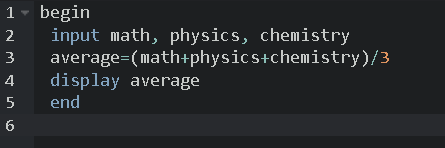 1 begin
2 input math, physics, chemistry
3 average=(math+physics+chemistry)/3
4 display average
5 end
6